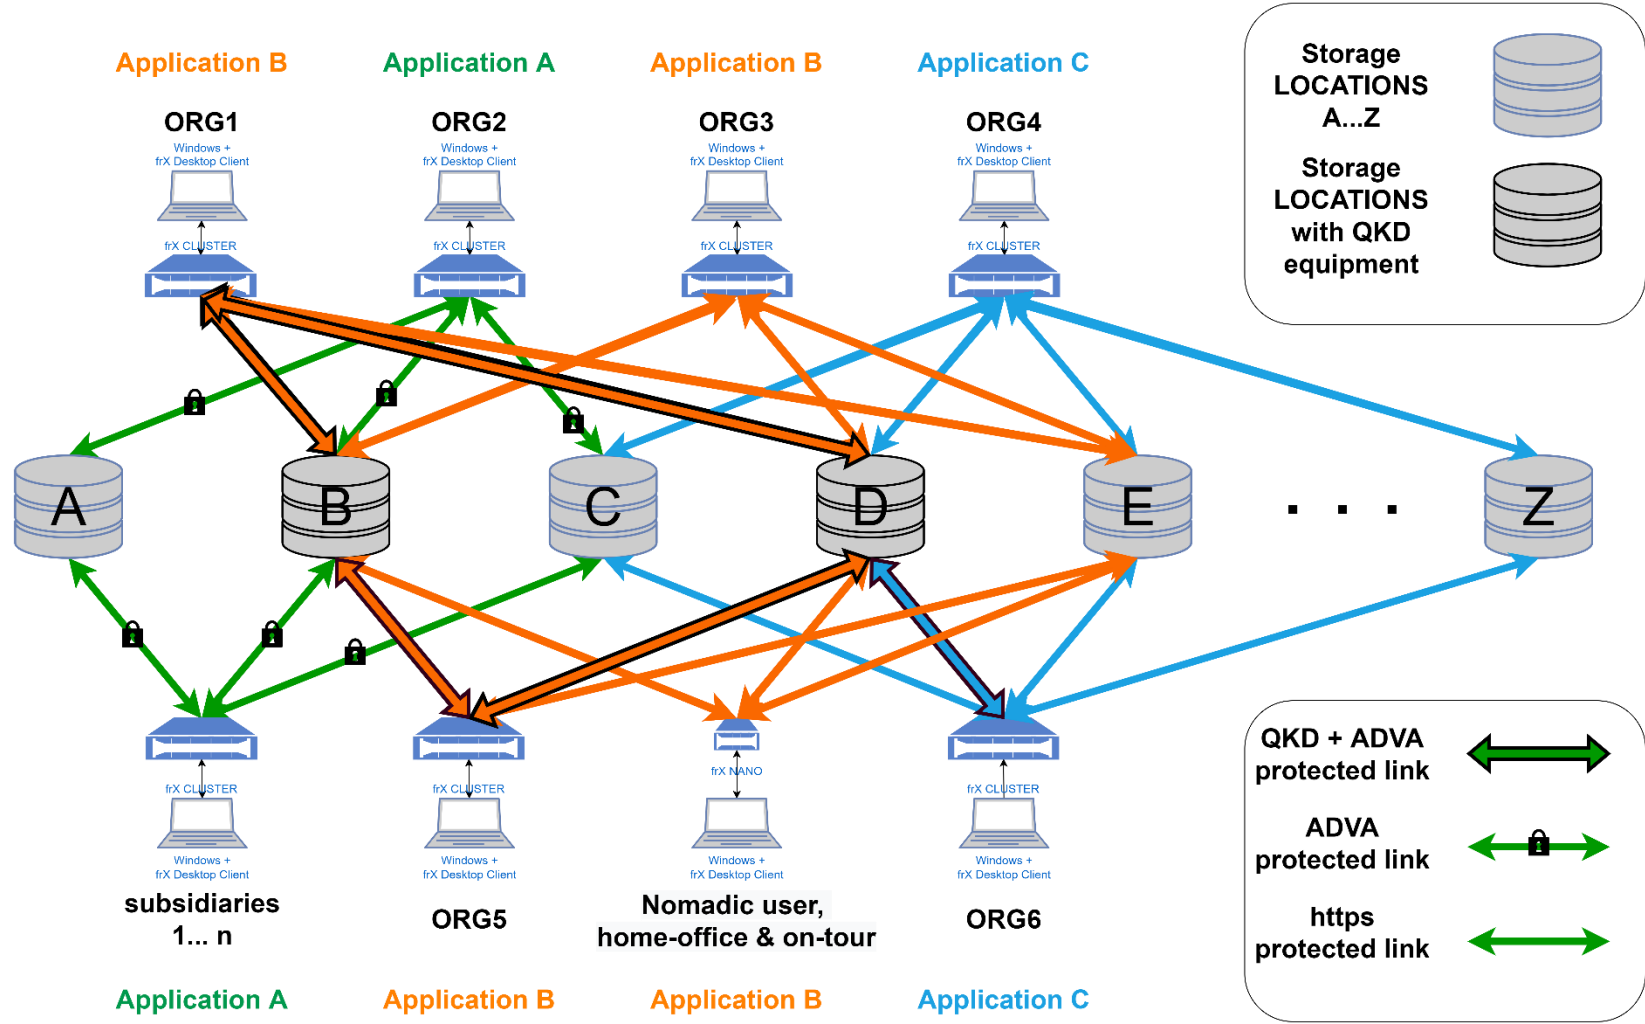 Application B
Application A
Application B
Application C
ORG1
ORG2
ORG3
ORG4
Windows +
frX Desktop Client
Windows +
frX Desktop Client
Windows +
frX Desktop Client
Windows +
frX Desktop Client
frX CLUSTER
frX CLUSTER
frX CLUSTER
frX CLUSTER
Storage
LOCATIONS
A...Z
Storage
LOCATIONS
with QKD
equipment
A
B
C
D
E
. . .
Z
frX CLUSTER
frX CLUSTER
frX NANO
frX CLUSTER
Windows +
frX Desktop Client
Windows +
frX Desktop Client
Windows +
frX Desktop Client
Windows +
frX Desktop Client
subsidiaries
1... n
ORG5
Nomadic user,
home-office & on-tour
ORG6
Application A
Application B
Application B
Application C
QKD + ADVA
protected link
ADVA
protected link
https
protected link